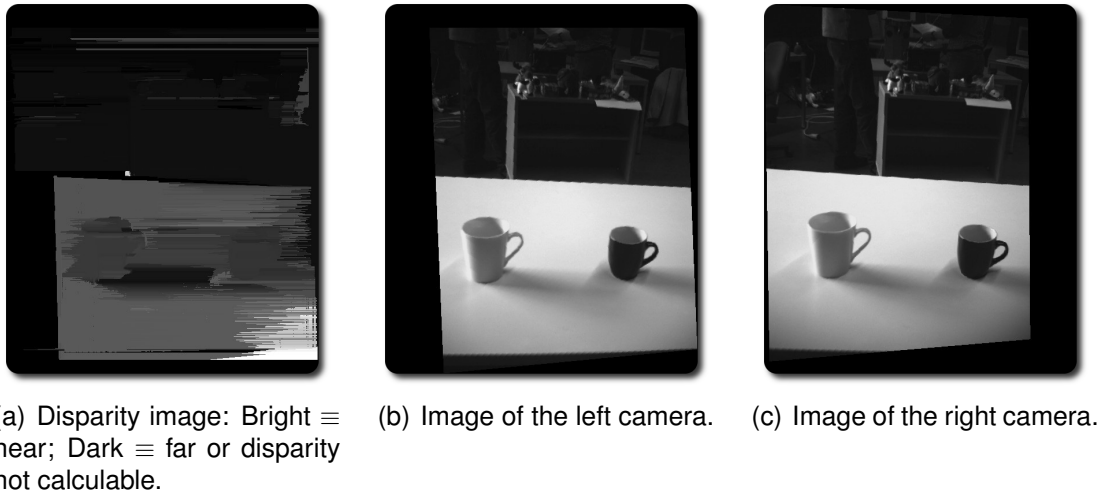 a) Disparity image: Bright ≡
near; Dark ≡ far or disparity
not calculable.
(b) Image of the left camera.
(c) Image of the right camera.